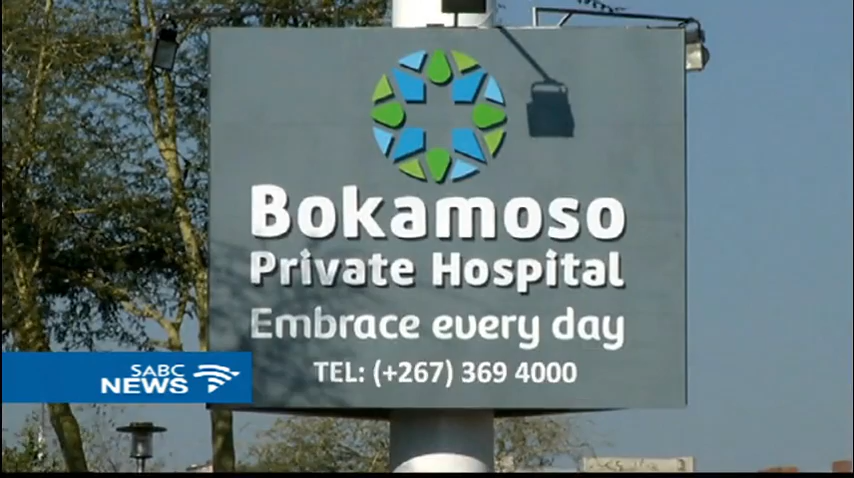 Bokamoso
Private Hospital
Embrace every day
TEL: (+267) 369 4000
SABC
NEWS